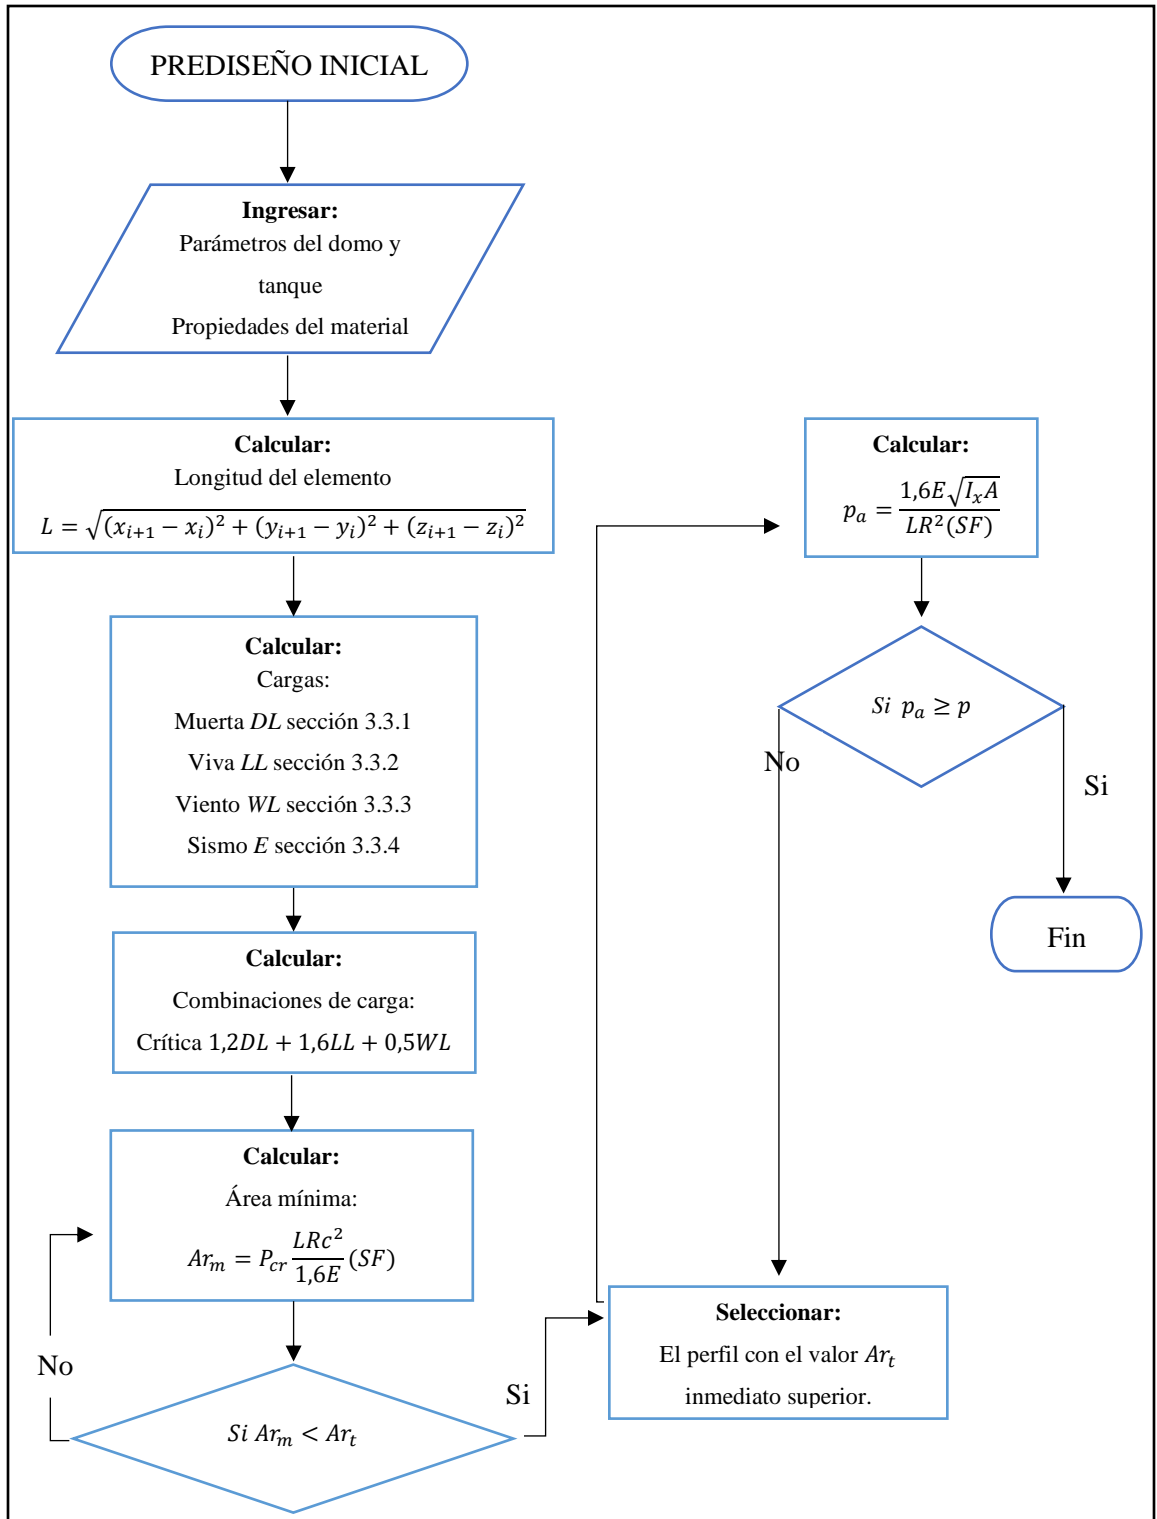 PREDISEÑO INICIAL
Ingresar:
Parámetros del domo y
tanque
Propiedades del material
Calcular:
Longitud del elemento
L = √((x_{i+1} − x_i)² + (y_{i+1} − y_i)² + (z_{i+1} − z_i)²)
Calcular:
Cargas:
Muerta DL sección 3.3.1
Viva LL sección 3.3.2
Viento WL sección 3.3.3
Sismo E sección 3.3.4
Calcular:
Combinaciones de carga:
Crítica 1,2DL + 1,6LL + 0,5WL
Calcular:
Área mínima:
Ar_m = P_{cr} \frac{LRc²}{1,6E} (SF)
No
Si Ar_m < Ar_t
Si
Seleccionar:
El perfil con el valor Ar_t
inmediato superior.
Calcular:
p_a = \frac{1,6E√(I_xA)}{LR²(SF)}
Si p_a ≥ p
No
Si
Fin